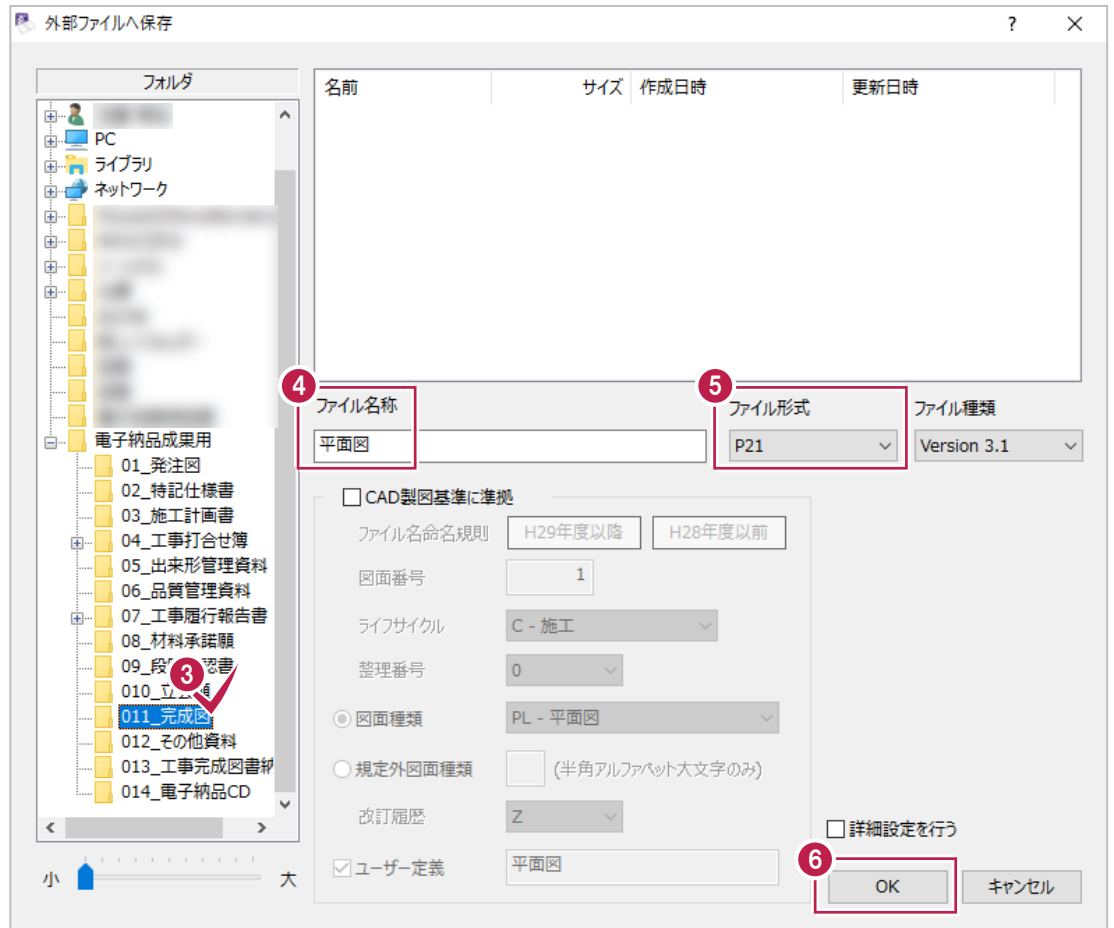 外部ファイルへ保存
?
フォルダ
名前 サイズ 作成日時 更新日時
PC
ライブラリ
ネットワーク
電子納品成果用
01_発注図
02_特記仕様書
03_施工計画書
04_工事打合せ簿
05_出来形管理資料
06_品質管理資料
07_工事履行報告書
08_材料承諾願
09_段 認書
3
010_立
011_完成図
012_その他資料
013_工事完成図書納
014_電子納品CD
小 大
4
ファイル名称
平面図
5
ファイル形式
P21
ファイル種類
Version 3.1
CAD製図基準に準拠
ファイル名命名規則 H29年度以降 H28年度以前
図面番号 1
ライフサイクル C - 施工
整理番号 0
図面種類 PL - 平面図
規定外図面種類 (半角アルファベット大文字のみ)
改訂履歴 Z
ユーザー定義 平面図
詳細設定を行う
6
OK キャンセル